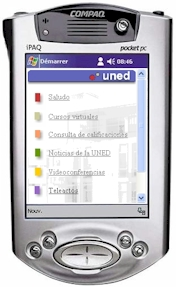 COMPAQ
iPAQ pocket pc
Démarrer 08:46
uned
Saludo
Cursos virtuales
Consulta de calificaciones
Noticias de la UNED
Videoconferencias
Teleactos
Nouv.